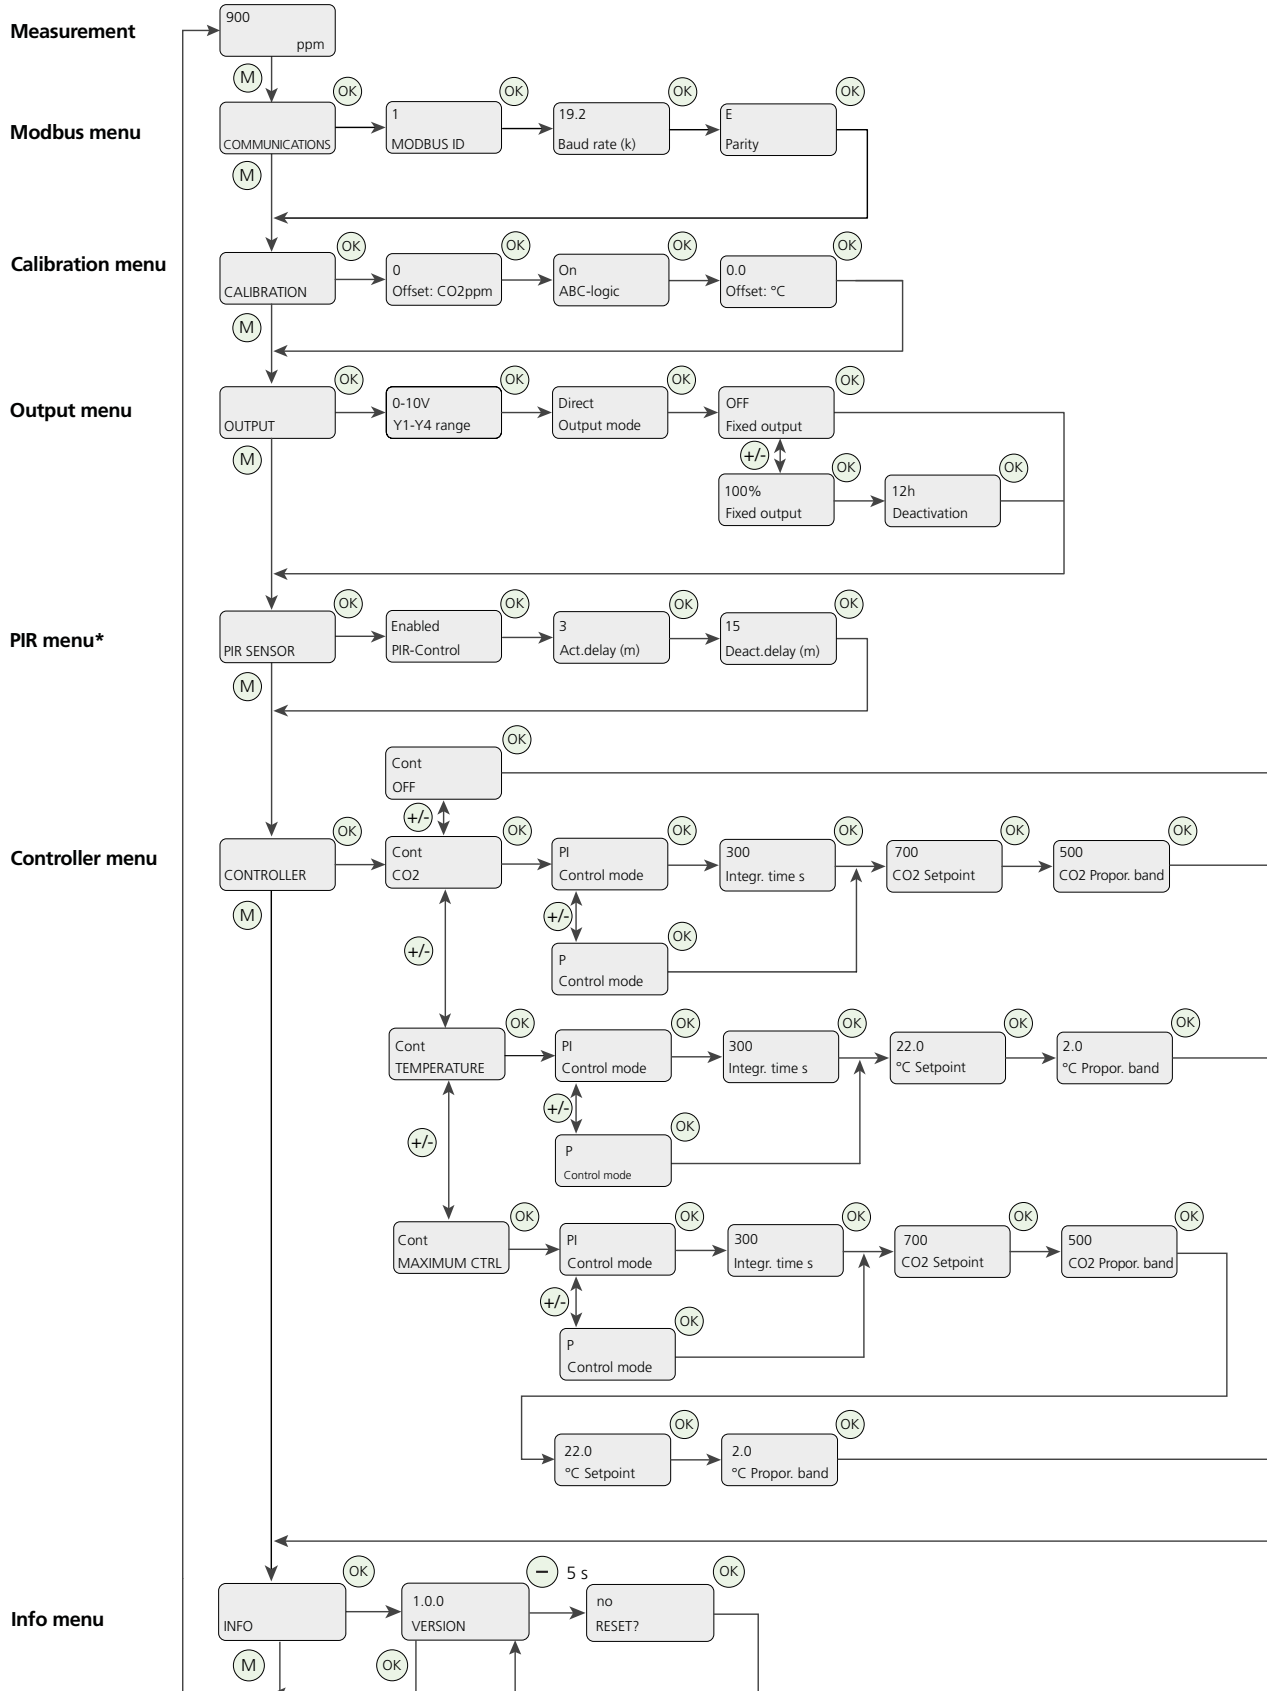 Measurement
900
ppm
M
OK
OK
OK
OK
Modbus menu
COMMUNICATIONS
1
MODBUS ID
19.2
Baud rate (k)
E
Parity
M
OK
OK
OK
OK
Calibration menu
CALIBRATION
0
Offset: CO2ppm
On
ABC-logic
0.0
Offset: °C
M
OK
OK
OK
OK
Output menu
OUTPUT
0-10V
Y1-Y4 range
Direct
Output mode
OFF
Fixed output
M
+/-
OK
OK
100%
Fixed output
12h
Deactivation
OK
OK
OK
OK
PIR menu*
PIR SENSOR
Enabled
PIR-Control
3
Act.delay (m)
15
Deact.delay (m)
M
OK
Cont
OFF
+/-
OK
OK
OK
OK
OK
OK
Controller menu
CONTROLLER
Cont
CO2
PI
Control mode
300
Integr. time s
700
CO2 Setpoint
500
CO2 Propor. band
M
+/-
+/-
OK
P
Control mode
OK
OK
OK
OK
OK
Cont
TEMPERATURE
PI
Control mode
300
Integr. time s
22.0
°C Setpoint
2.0
°C Propor. band
+/-
+/-
OK
P
Control mode
OK
OK
OK
OK
OK
Cont
MAXIMUM CTRL
PI
Control mode
300
Integr. time s
700
CO2 Setpoint
500
CO2 Propor. band
+/-
OK
P
Control mode
OK
OK
22.0
°C Setpoint
2.0
°C Propor. band
OK
– 5 s
OK
Info menu
INFO
1.0.0
VERSION
no
RESET?
M
OK